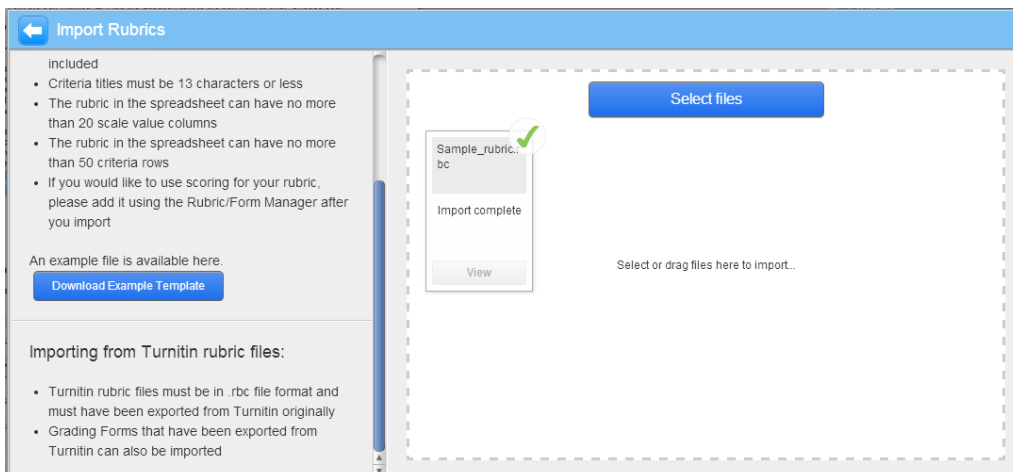 Import Rubrics
included
• Criteria titles must be 13 characters or less
• The rubric in the spreadsheet can have no more
than 20 scale value columns
• The rubric in the spreadsheet can have no more
than 50 criteria rows
• If you would like to use scoring for your rubric,
please add it using the Rubric/Form Manager after
you import
An example file is available here.
Download Example Template
Importing from Turnitin rubric files:
• Turnitin rubric files must be in .rbc file format and
must have been exported from Turnitin originally
• Grading Forms that have been exported from
Turnitin can also be imported
Select files
Sample_rubric.
bc
Import complete
View
Select or drag files here to import...